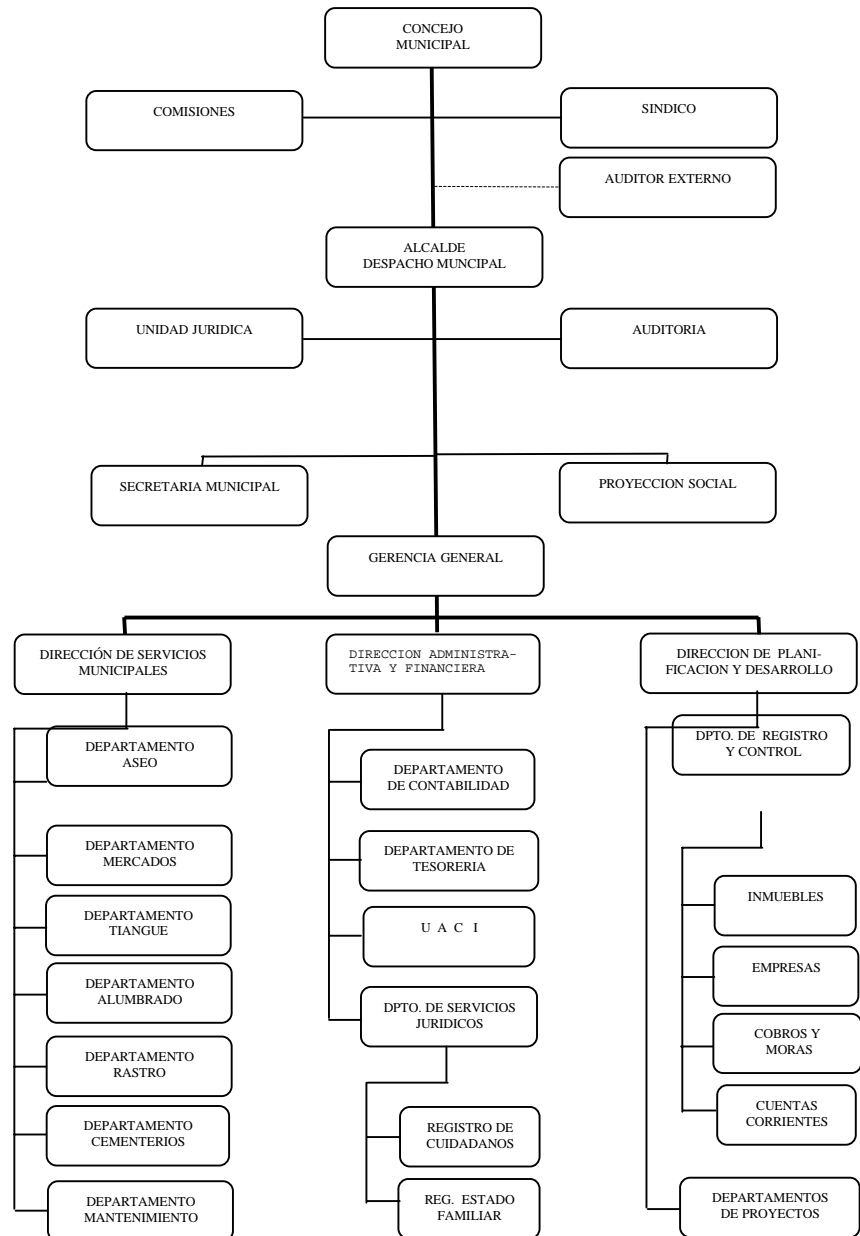 CONCEJO
MUNICIPAL
COMISIONES
SINDICO
AUDITOR EXTERNO
ALCALDE
DESPACHO MUNCIPAL
UNIDAD JURIDICA
AUDITORIA
SECRETARIA MUNICIPAL
PROYECCION SOCIAL
GERENCIA GENERAL
DIRECCIÓN DE SERVICIOS
MUNICIPALES
DEPARTAMENTO
ASEO
DEPARTAMENTO
MERCADOS
DEPARTAMENTO
TIANGUE
DEPARTAMENTO
ALUMBRADO
DEPARTAMENTO
RASTRO
DEPARTAMENTO
CEMENTERIOS
DEPARTAMENTO
MANTENIMIENTO
DIRECCION ADMINISTRA-
TIVA Y FINANCIERA
DEPARTAMENTO
DE CONTABILIDAD
DEPARTAMENTO DE
TESORERIA
U A C I
DPTO. DE SERVICIOS
JURIDICOS
REGISTRO DE
CUIDADANOS
REG. ESTADO
FAMILIAR
DIRECCION DE PLANI-
FICACION Y DESARROLLO
DPTO. DE REGISTRO
Y CONTROL
INMUEBLES
EMPRESAS
COBROS Y
MORAS
CUENTAS
CORRIENTES
DEPARTAMENTOS
DE PROYECTOS